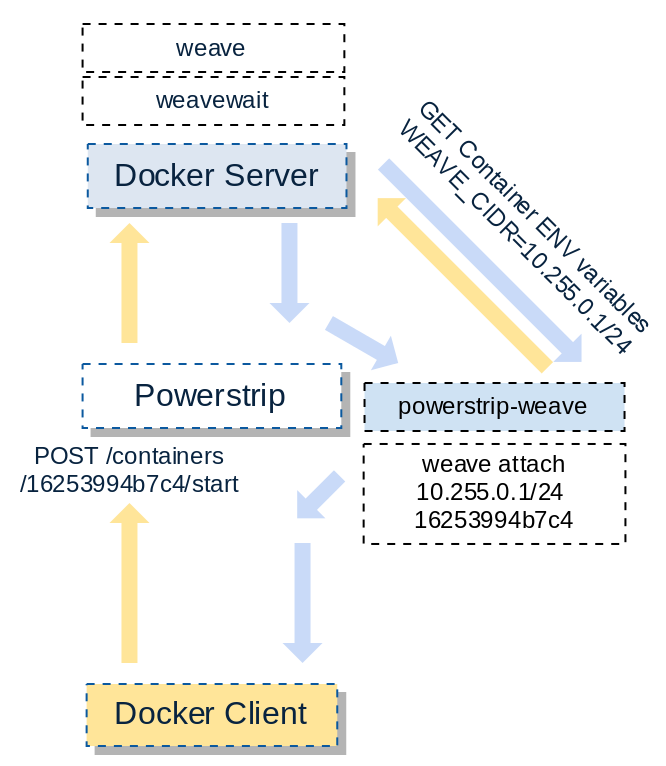 weave
weavewait
Docker Server
GET Container ENV variables
WEAVE_CIDR=10.255.0.1/24
Powerstrip
powerstrip-weave
POST /containers
/16253994b7c4/start
weave attach
10.255.0.1/24
16253994b7c4
Docker Client